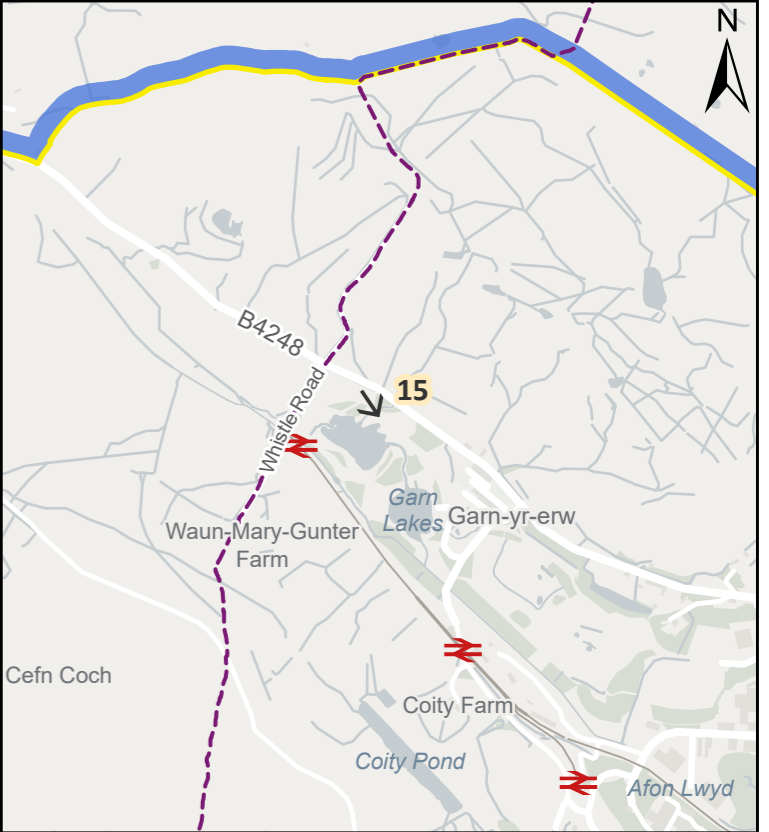 N
B4248
15
Whistle Road
Garn
Lakes
Garn-yr-erw
Waun-Mary-Gunter
Farm
Cefn Coch
Coity Farm
Coity Pond
Afon Lwyd